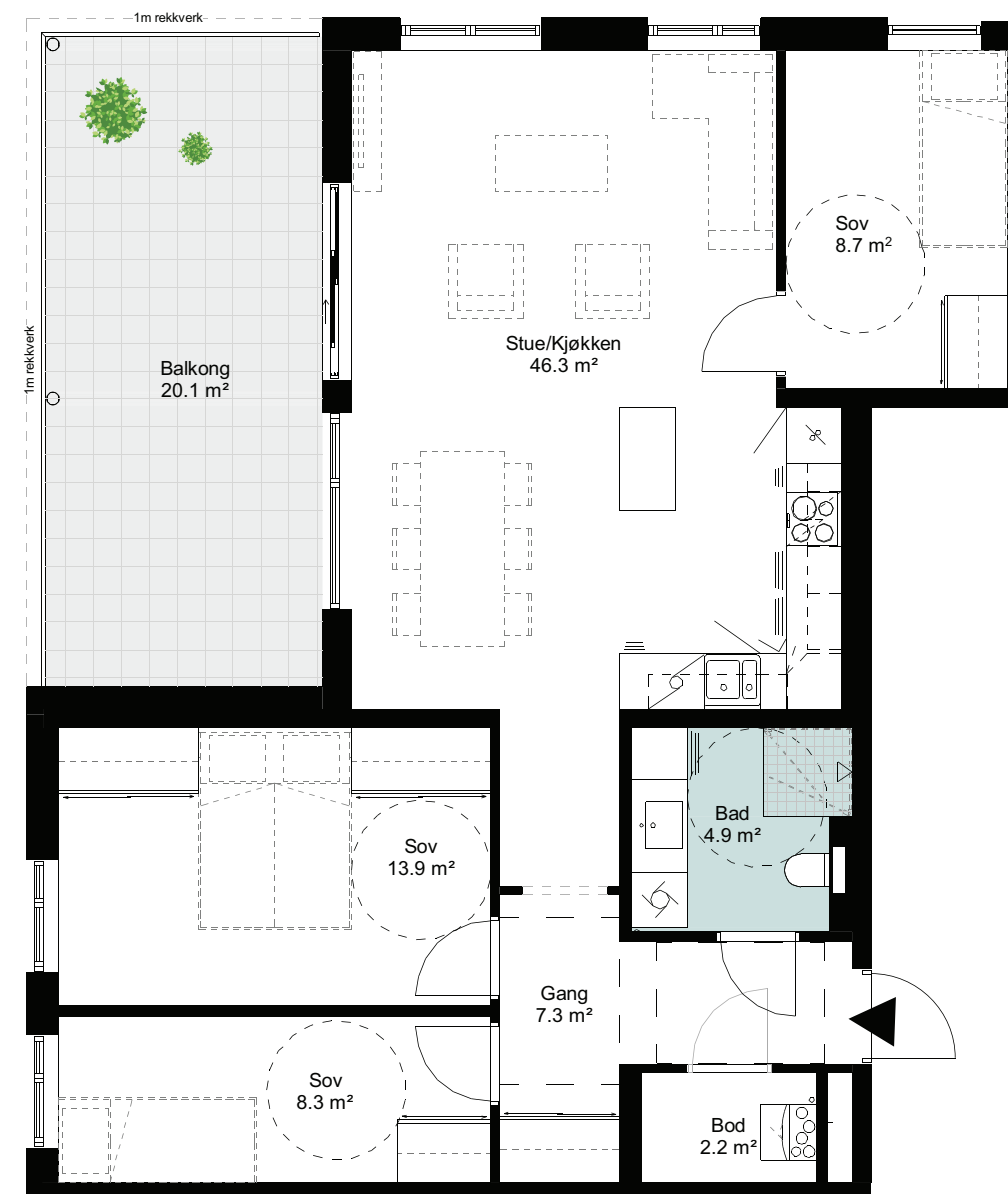 1m rekkverk
1m rekkverk
Balkong
20.1 m²
Stue/Kjøkken
46.3 m²
Sov
8.7 m²
Sov
13.9 m²
Bad
4.9 m²
Gang
7.3 m²
Sov
8.3 m²
Bod
2.2 m²